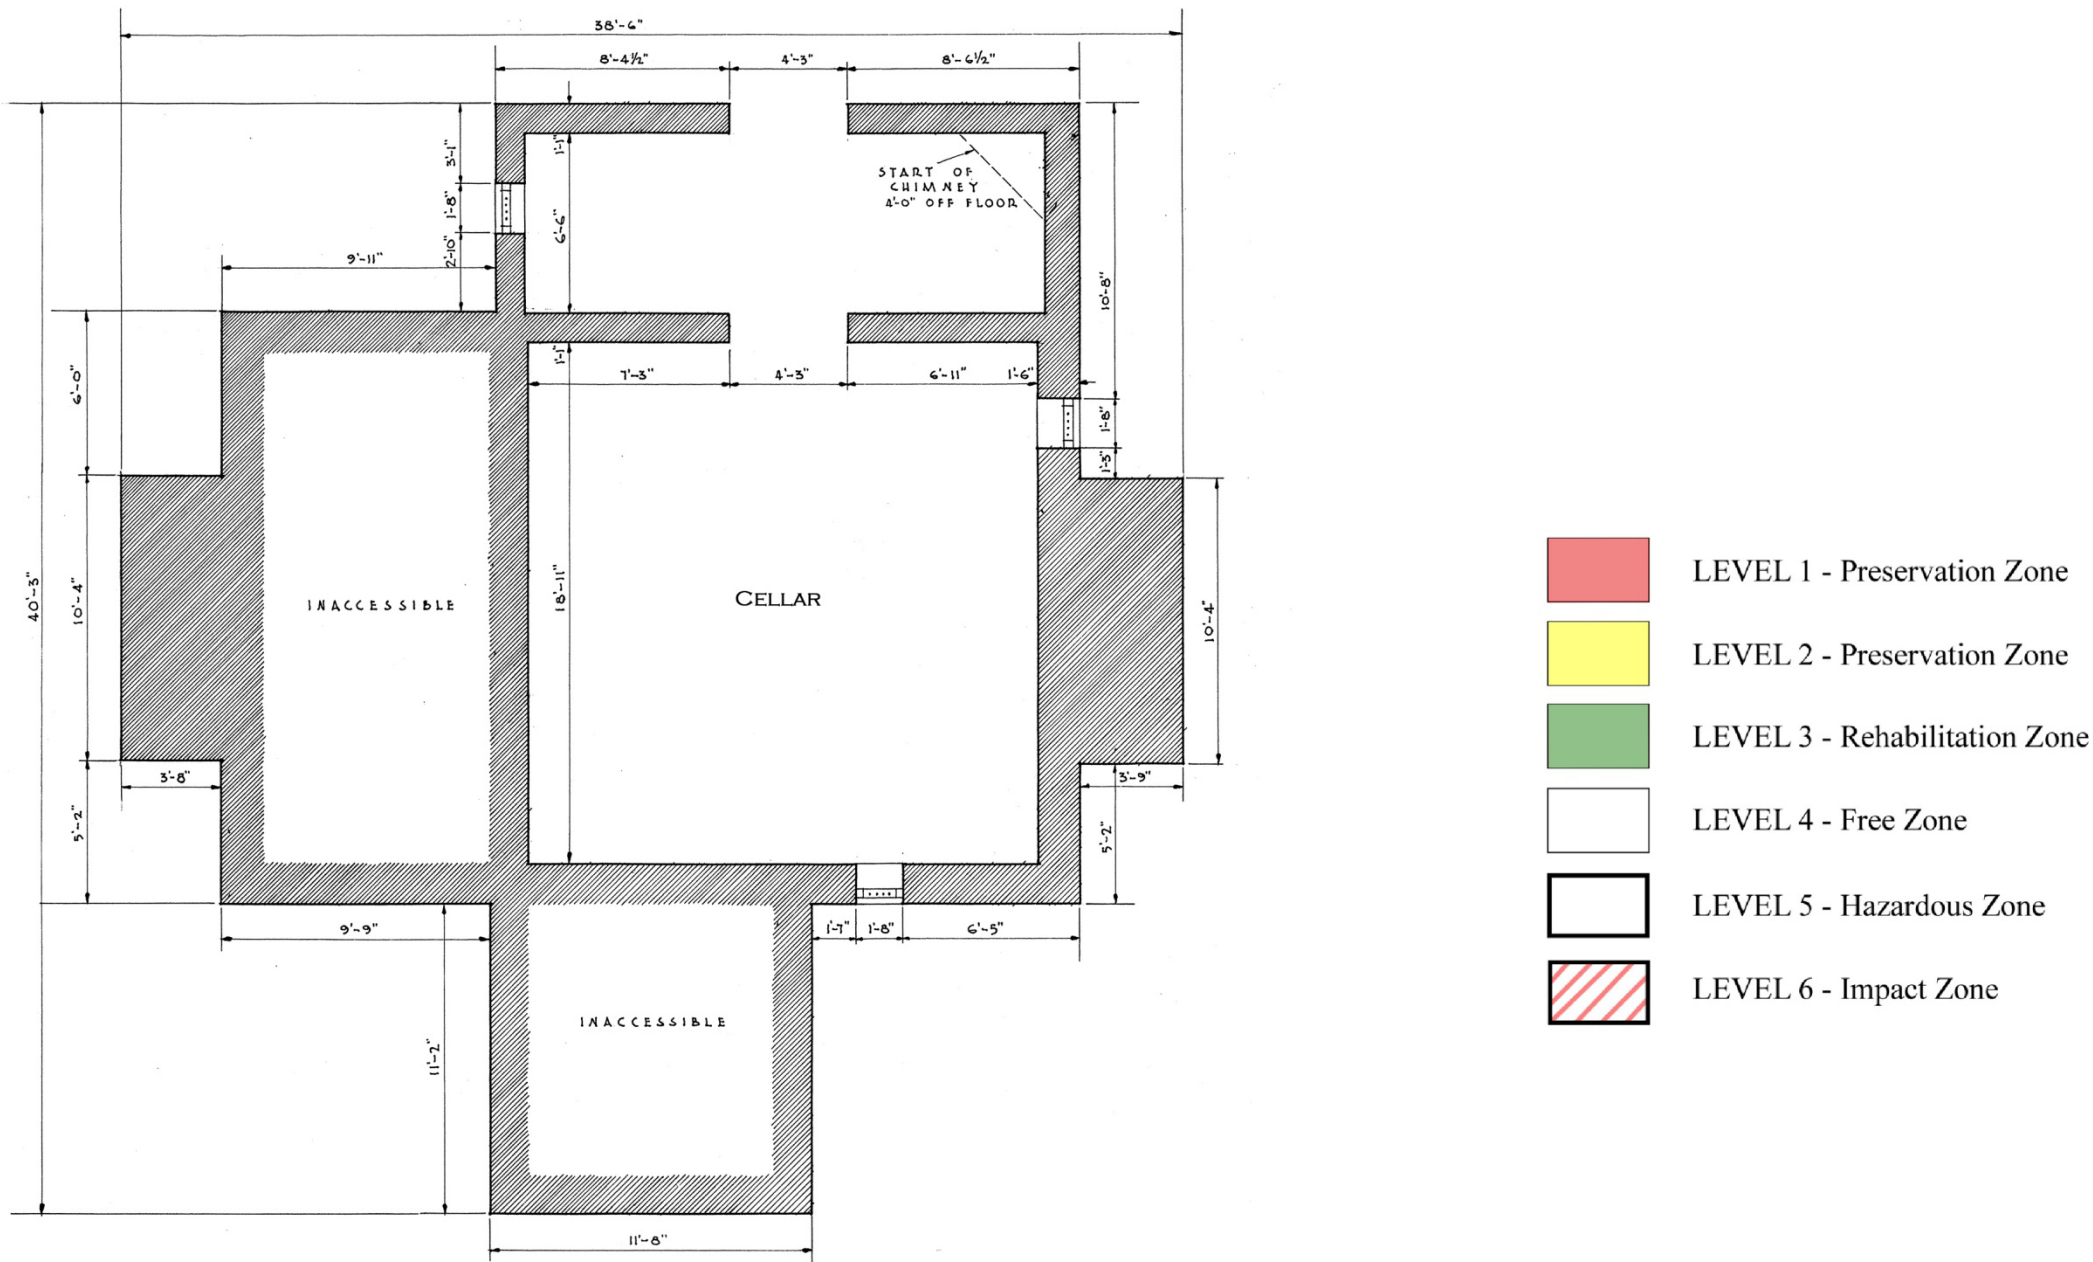 38'-6"
8'-4½"
4'-3"
8'-6½"
3'-1"
1'-1"
START OF
CHIMNEY
4'-0" OFF FLOOR
1'-8"
6'-6"
2'-10"
9'-11"
10'-8"
1'-1"
7'-3"
4'-3"
6'-11"
1'-6"
6'-0"
1'-8"
1'-3"
40'-3"
10'-4"
INACCESSIBLE
18'-11"
CELLAR
10'-4"
3'-8"
3'-9"
5'-2"
5'-2"
9'-9"
1'-7"
1'-8"
6'-5"
INACCESSIBLE
11'-2"
11'-8"
LEVEL 1 - Preservation Zone
LEVEL 2 - Preservation Zone
LEVEL 3 - Rehabilitation Zone
LEVEL 4 - Free Zone
LEVEL 5 - Hazardous Zone
LEVEL 6 - Impact Zone